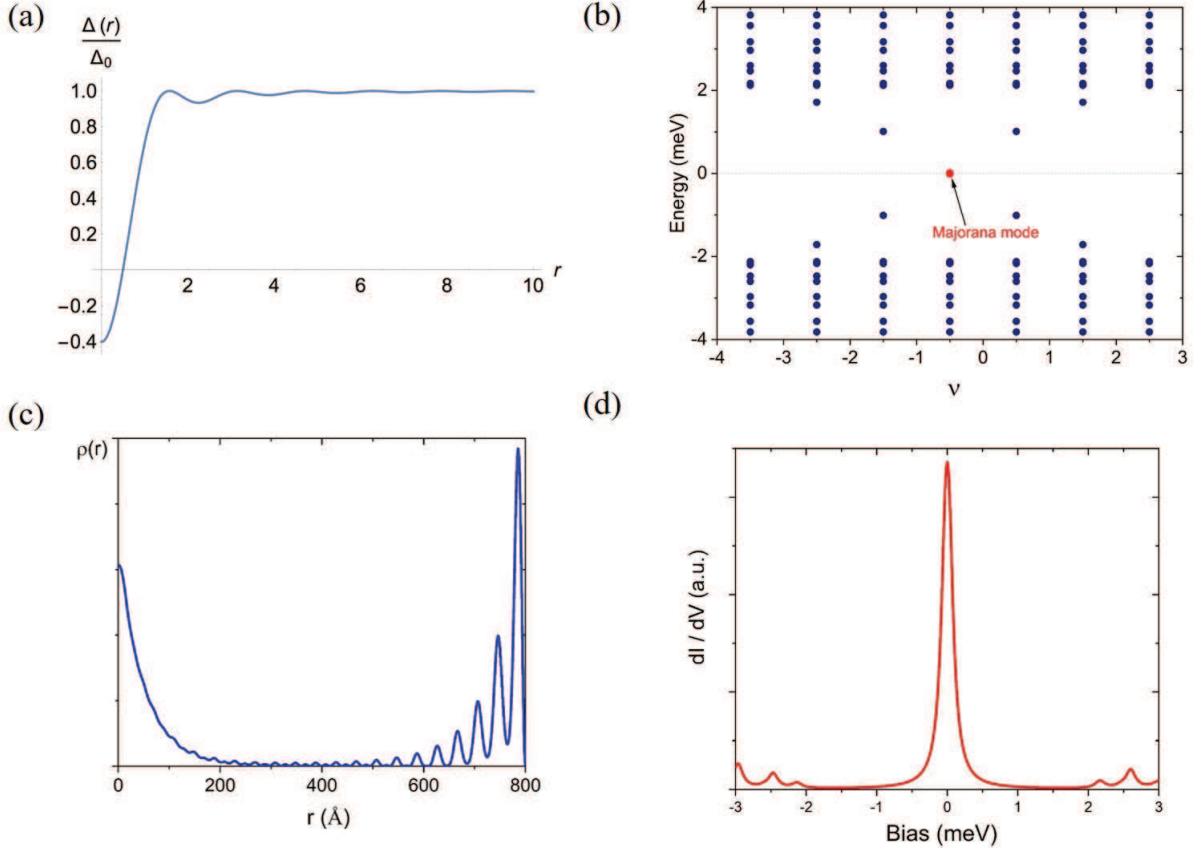 (a)
Δ (r)
Δ₀
1.0
0.8
0.6
0.4
0.2
−0.2
−0.4
2 4 6 8 10 r
(b)
Energy (meV)
4
2
0
-2
-4
Majorana mode
-4 -3 -2 -1 0 1 2 3
ν
(c)
ρ(r)
0 200 400 600 800
r (Å)
(d)
dI / dV (a.u.)
-3 -2 -1 0 1 2 3
Bias (meV)